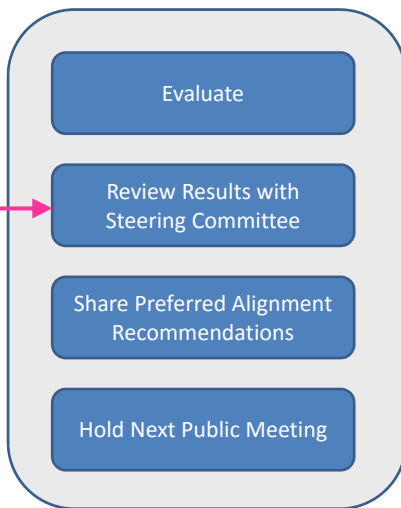 Evaluate
Review Results with
Steering Committee
Share Preferred Alignment
Recommendations
Hold Next Public Meeting